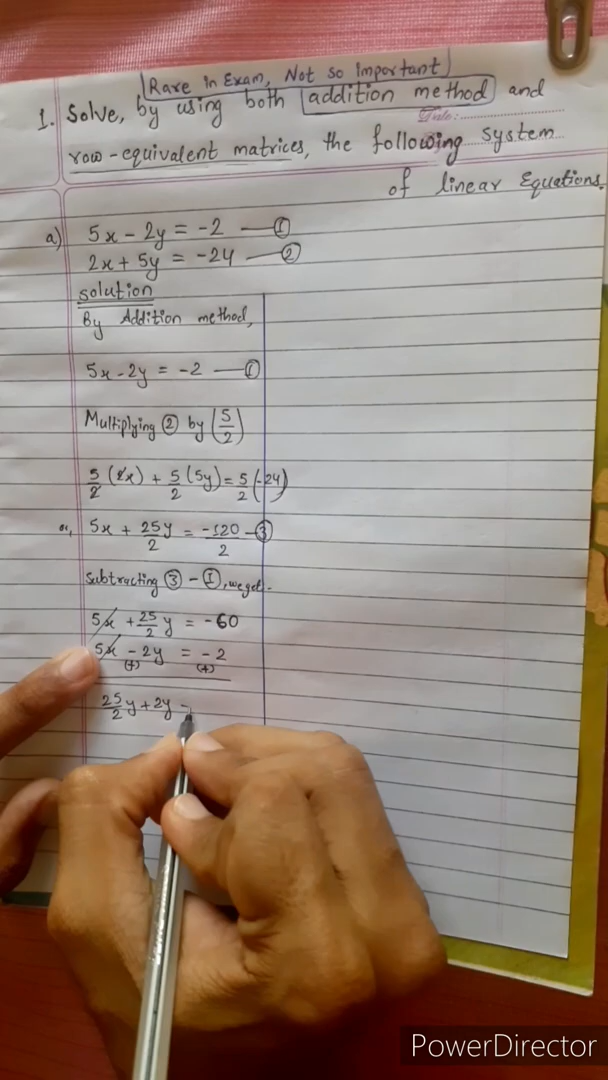 Rare In Exam, Not so Important
1. Solve, by using both addition method and
Date:
row-equivalent matrices, the following system
of linear Equations.
a) 5x - 2y = -2 —①
2x + 5y = -24 —②
solution
By Addition method,
5x - 2y = -2 —①
Multiplying ② by (5/2)
5/2 (2x) + 5/2 (5y) = 5/2 (-24)
or, 5x + 25y/2 = -120/2 —③
Subtracting ③ - ①, we get.
5x + 25/2 y = -60
5x - 2y = -2
(+) (+)
25/2 y + 2y =
PowerDirector